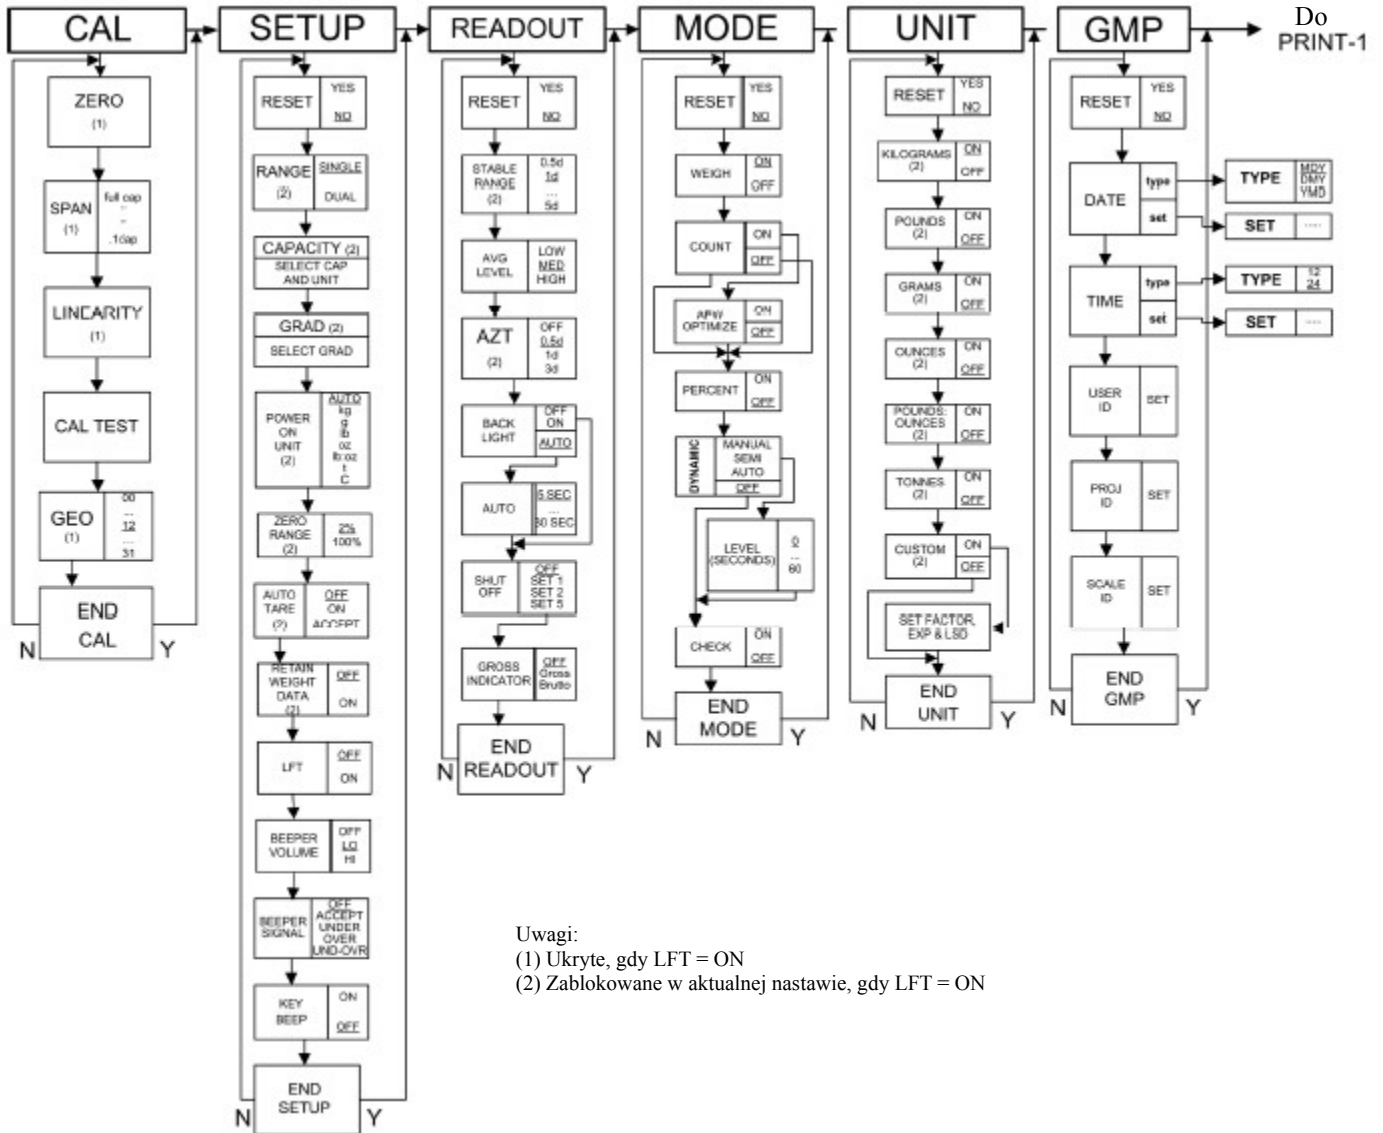 CAL
ZERO
(1)
SPAN
(1)
full cap
"
"
.1cap
LINEARITY
(1)
CAL TEST
GEO
(1)
00
...
12
...
31
END
CAL
N
Y
SETUP
RESET
YES
NO
RANGE
(2)
SINGLE
DUAL
CAPACITY (2)
SELECT CAP
AND UNIT
GRAD (2)
SELECT GRAD
POWER
ON
UNIT
(2)
AUTO
kg
g
lb
oz
lb:oz
t
C
ZERO
RANGE
(2)
2%
100%
AUTO
TARE
(2)
OFF
ON
ACCEPT
RETAIN
WEIGHT
DATA
(2)
OFF
ON
LFT
OFF
ON
BEEPER
VOLUME
OFF
LO
HI
BEEPER
SIGNAL
OFF
ACCEPT
UNDER
OVER
UND-OVR
KEY
BEEP
ON
OFF
END
SETUP
N
Y
READOUT
RESET
YES
NO
STABLE
RANGE
(2)
0.5d
1d
...
5d
AVG
LEVEL
LOW
MED
HIGH
AZT
(2)
OFF
0.5d
1d
3d
BACK
LIGHT
OFF
ON
AUTO
AUTO
5 SEC
...
30 SEC
SHUT
OFF
OFF
SET 1
SET 2
SET 5
GROSS
INDICATOR
OFF
Gross
Brutto
END
READOUT
N
Y
MODE
RESET
YES
NO
WEIGH
ON
OFF
COUNT
ON
OFF
APW
OPTIMIZE
ON
OFF
PERCENT
ON
OFF
DYNAMIC
MANUAL
SEMI
AUTO
OFF
LEVEL
(SECONDS)
0
...
60
CHECK
ON
OFF
END
MODE
N
Y
UNIT
RESET
YES
NO
KILOGRAMS
(2)
ON
OFF
POUNDS
(2)
ON
OFF
GRAMS
(2)
ON
OFF
OUNCES
(2)
ON
OFF
POUNDS:
OUNCES
(2)
ON
OFF
TONNES
(2)
ON
OFF
CUSTOM
(2)
ON
OFF
SET FACTOR,
EXP & LSD
END
UNIT
N
Y
GMP
RESET
YES
NO
DATE
type
set
TYPE
MDY
DMY
YMD
SET
.....
TIME
type
set
TYPE
12
24
SET
.....
USER
ID
SET
PROJ
ID
SET
SCALE
ID
SET
END
GMP
N
Y
Do
PRINT-1
Uwagi:
(1) Ukryte, gdy LFT = ON
(2) Zablokowane w aktualnej nastawie, gdy LFT = ON